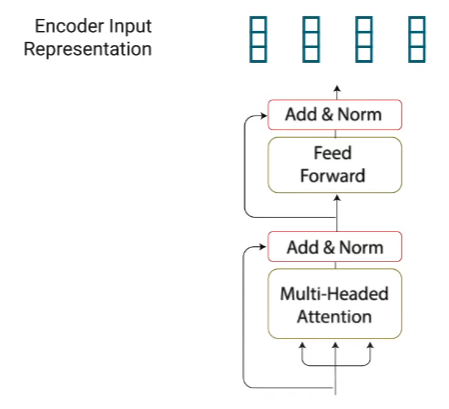 Encoder Input
Representation
Add & Norm
Feed
Forward
Add & Norm
Multi-Headed
Attention